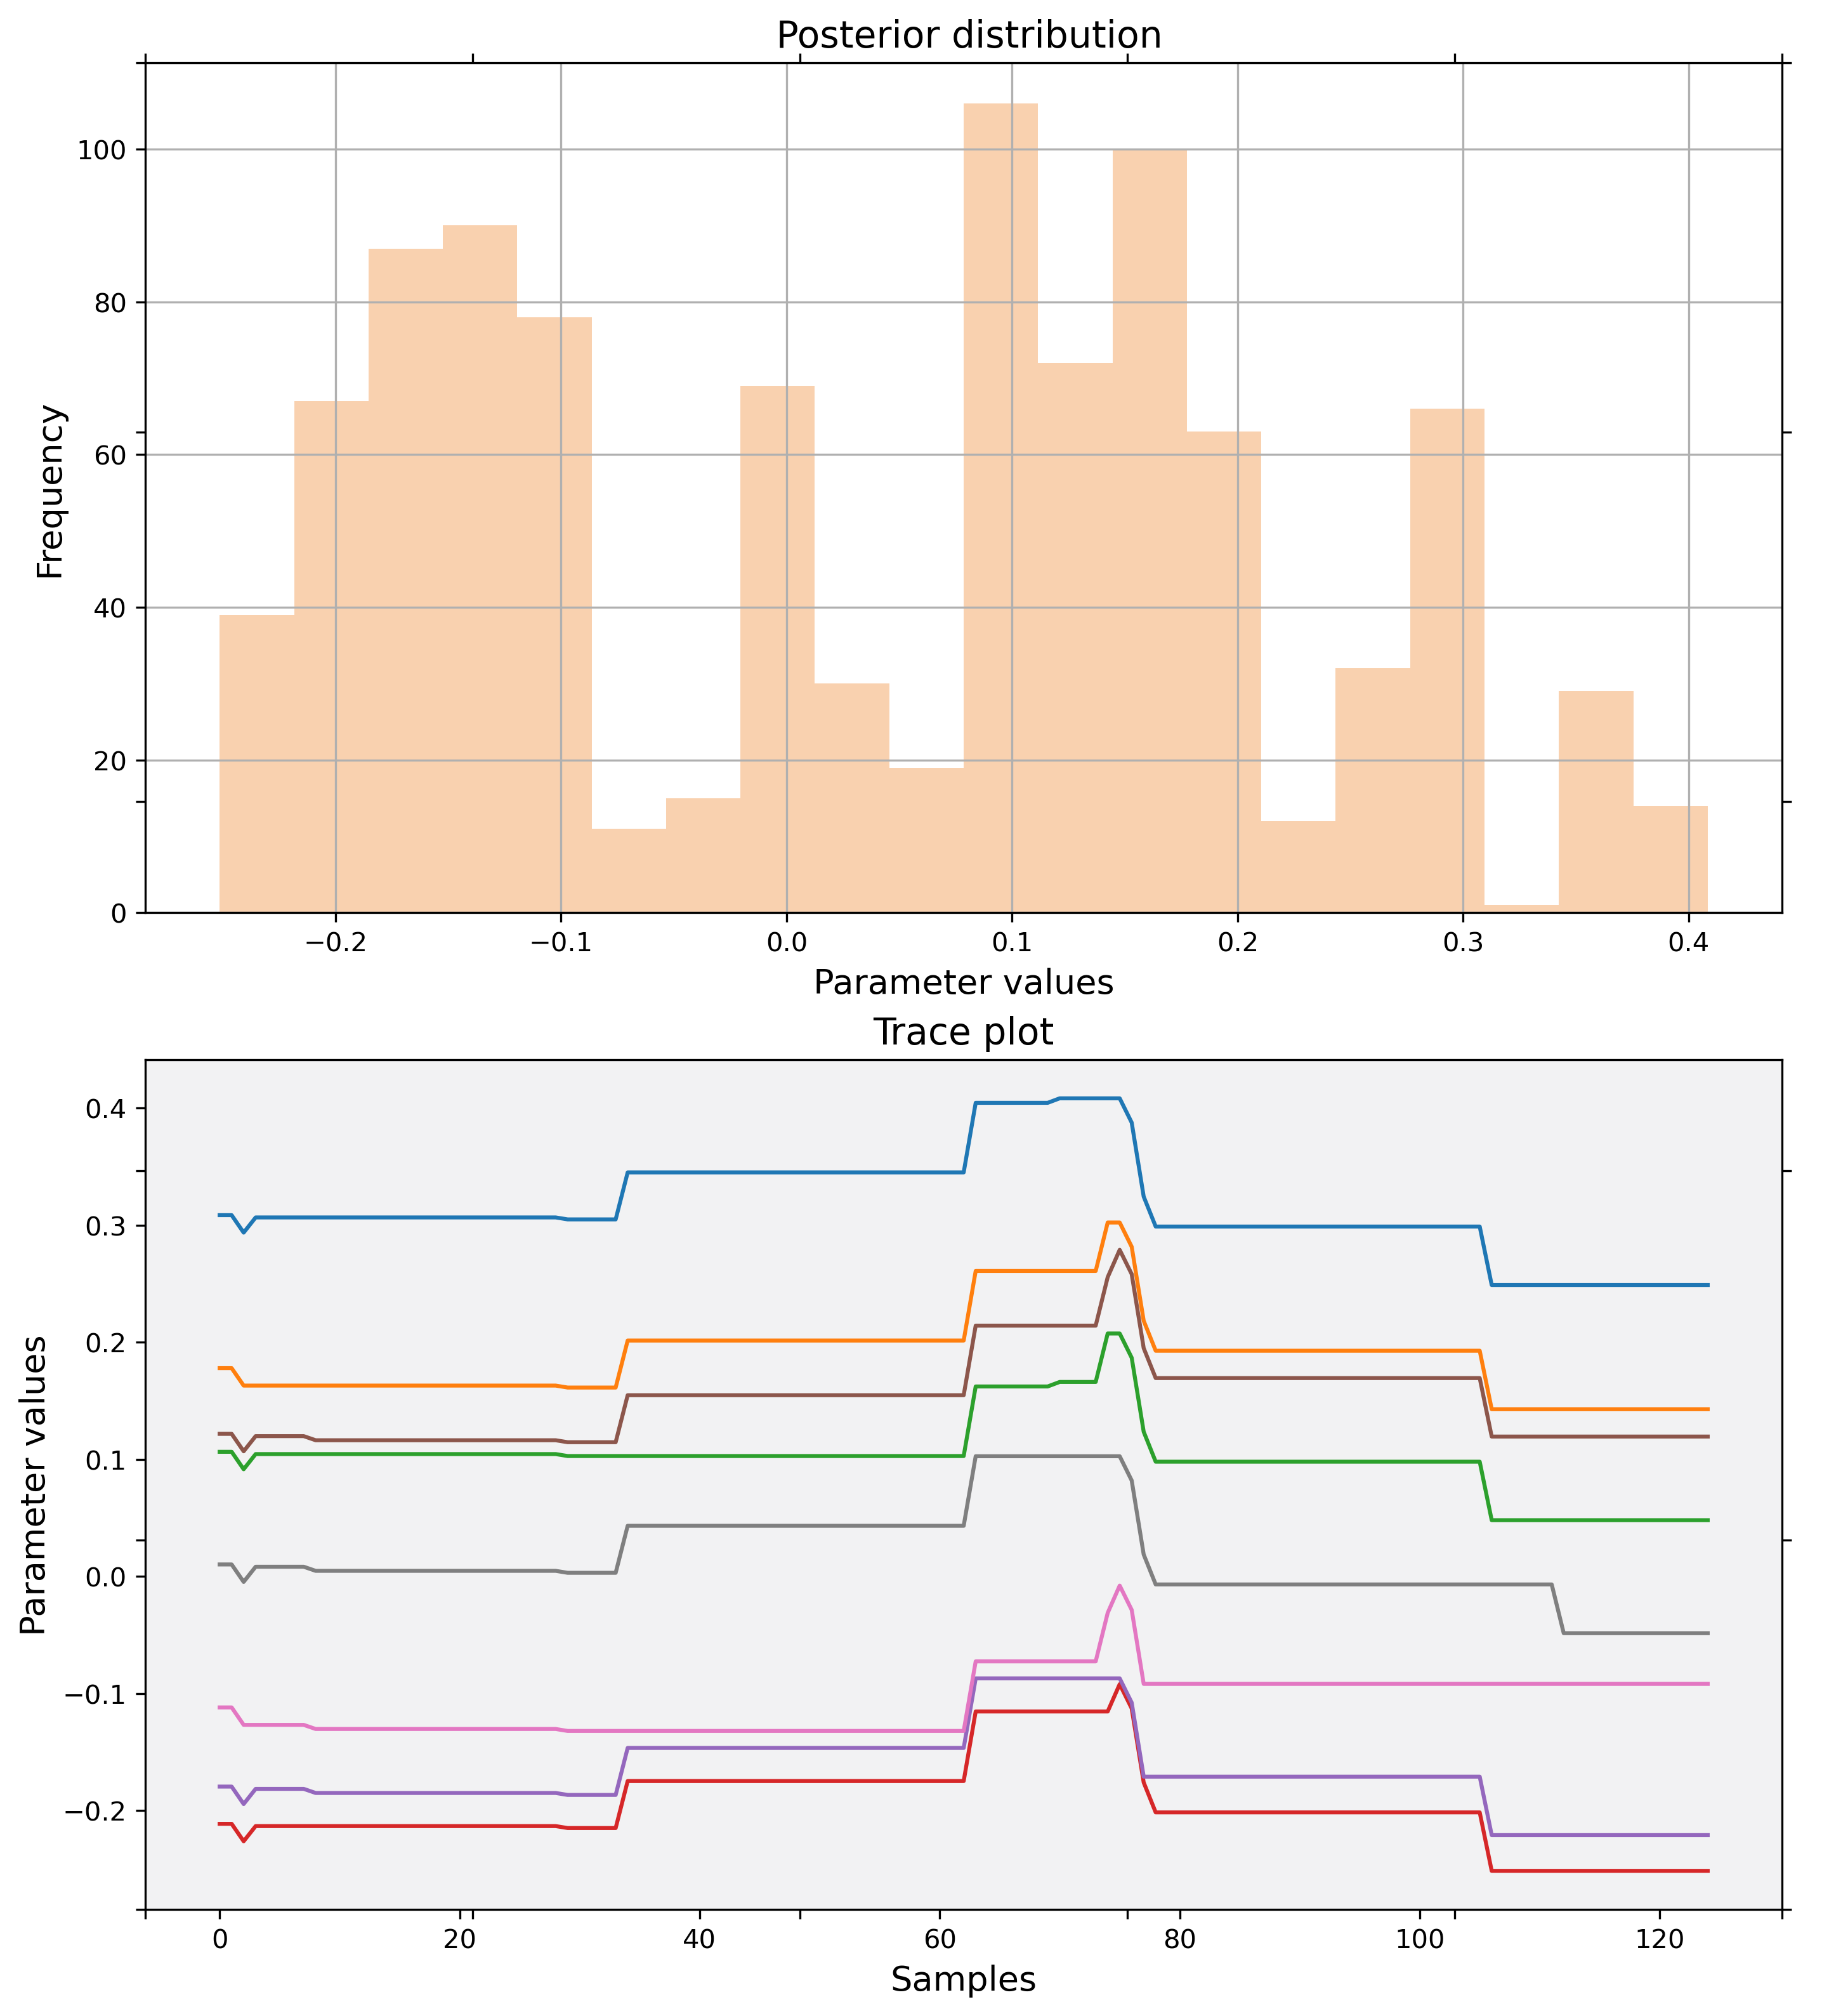 Posterior distribution
100
80
60
40
20
0
Frequency
−0.2 −0.1 0.0 0.1 0.2 0.3 0.4
Parameter values
Trace plot
0.4
0.3
0.2
0.1
0.0
−0.1
−0.2
Parameter values
0 20 40 60 80 100 120
Samples